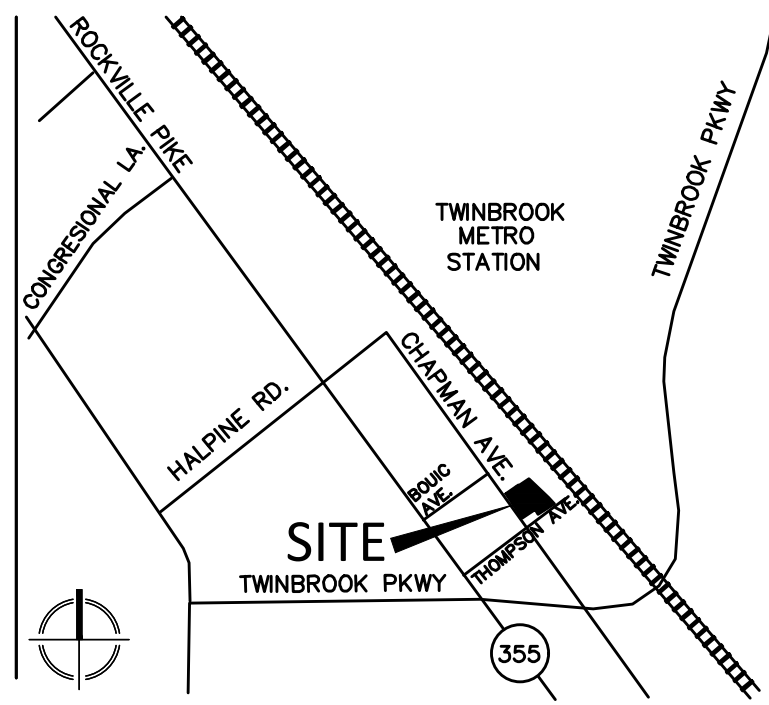 ROCKVILLE PIKE
CONGRESIONAL LA.
TWINBROOK PKWY
TWINBROOK
METRO
STATION
CHAPMAN AVE.
HALPINE RD.
BOUIC
AVE.
SITE
THOMPSON AVE.
TWINBROOK PKWY
355